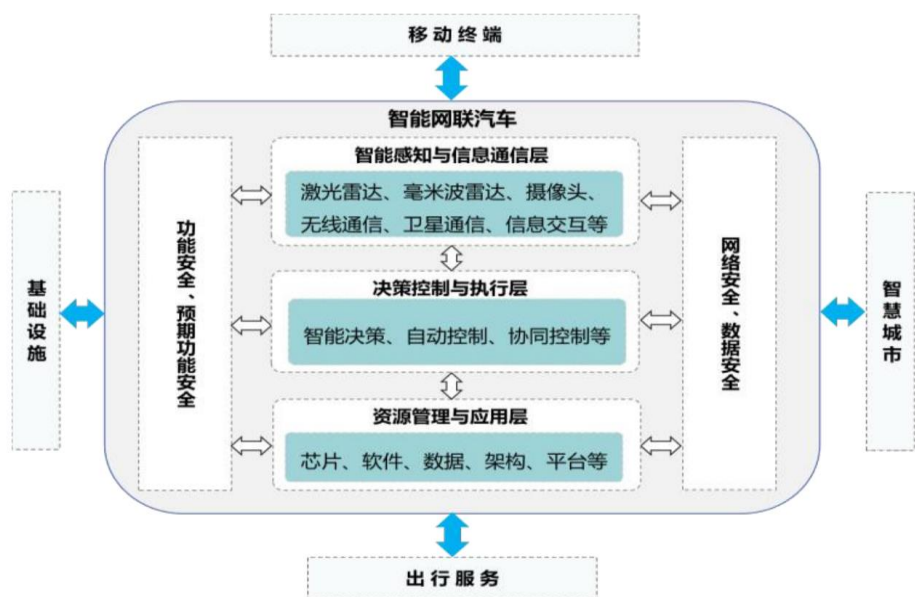 移动终端
智能网联汽车
智能感知与信息通信层
激光雷达、毫米波雷达、摄像头、
无线通信、卫星通信、信息交互等
功能安全、预期功能安全
网络安全、数据安全
基础设施
智慧城市
决策控制与执行层
智能决策、自动控制、协同控制等
资源管理与应用层
芯片、软件、数据、架构、平台等
出行服务